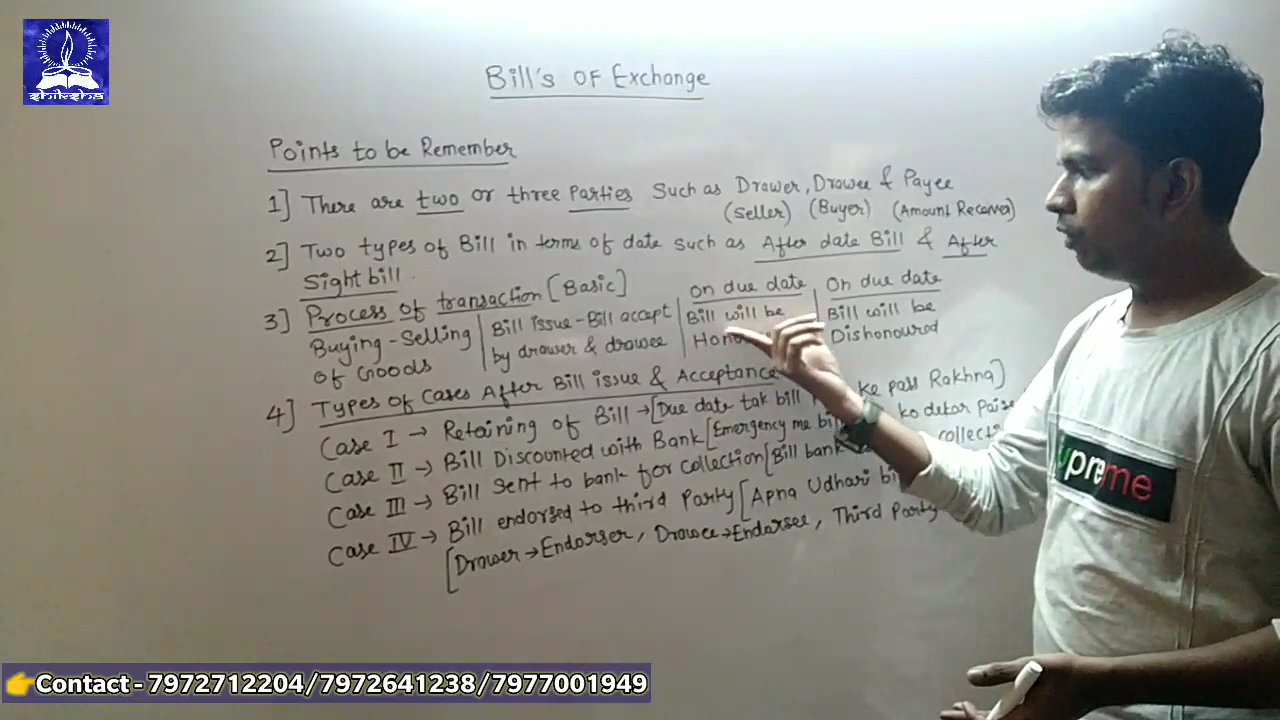 shiksha
Bill's OF Exchange
Points to be Remember
1] There are two or three Parties Such as Drawer, Drawee & Payee
(Seller) (Buyer) (Amount Receiver)
2] Two types of Bill in terms of date such as After date Bill & After
Sight bill.
3] Process of transaction [Basic]
Buying - Selling
of Goods
Bill issue - Bill accept
by drawer & drawee
On due date
Bill will be
On due date
Bill will be
Dishonoured
4] Types of Cases After Bill issue & Acceptance
Case I → Retaining of Bill → [Due date tak bill ke pass Rakhna]
Case II → Bill Discounted with Bank [Emergency me bi ko dekar Paise
Case III → Bill Sent to bank for Collection [Bill bank collecti
Case IV → Bill endorsed to third Party [Apna Udhari bi
[Drawer → Endorser, Drawee → Endorsee, Third Party
upreme
👉Contact - 7972712204/7972641238/7977001949